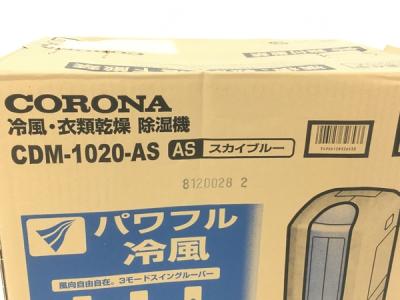 CORONA
冷風・衣類乾燥 除湿機
CDM-1020-AS AS スカイブルー
8120028 2
パワフル
冷風
風向自由自在。3モードスイングルーバー